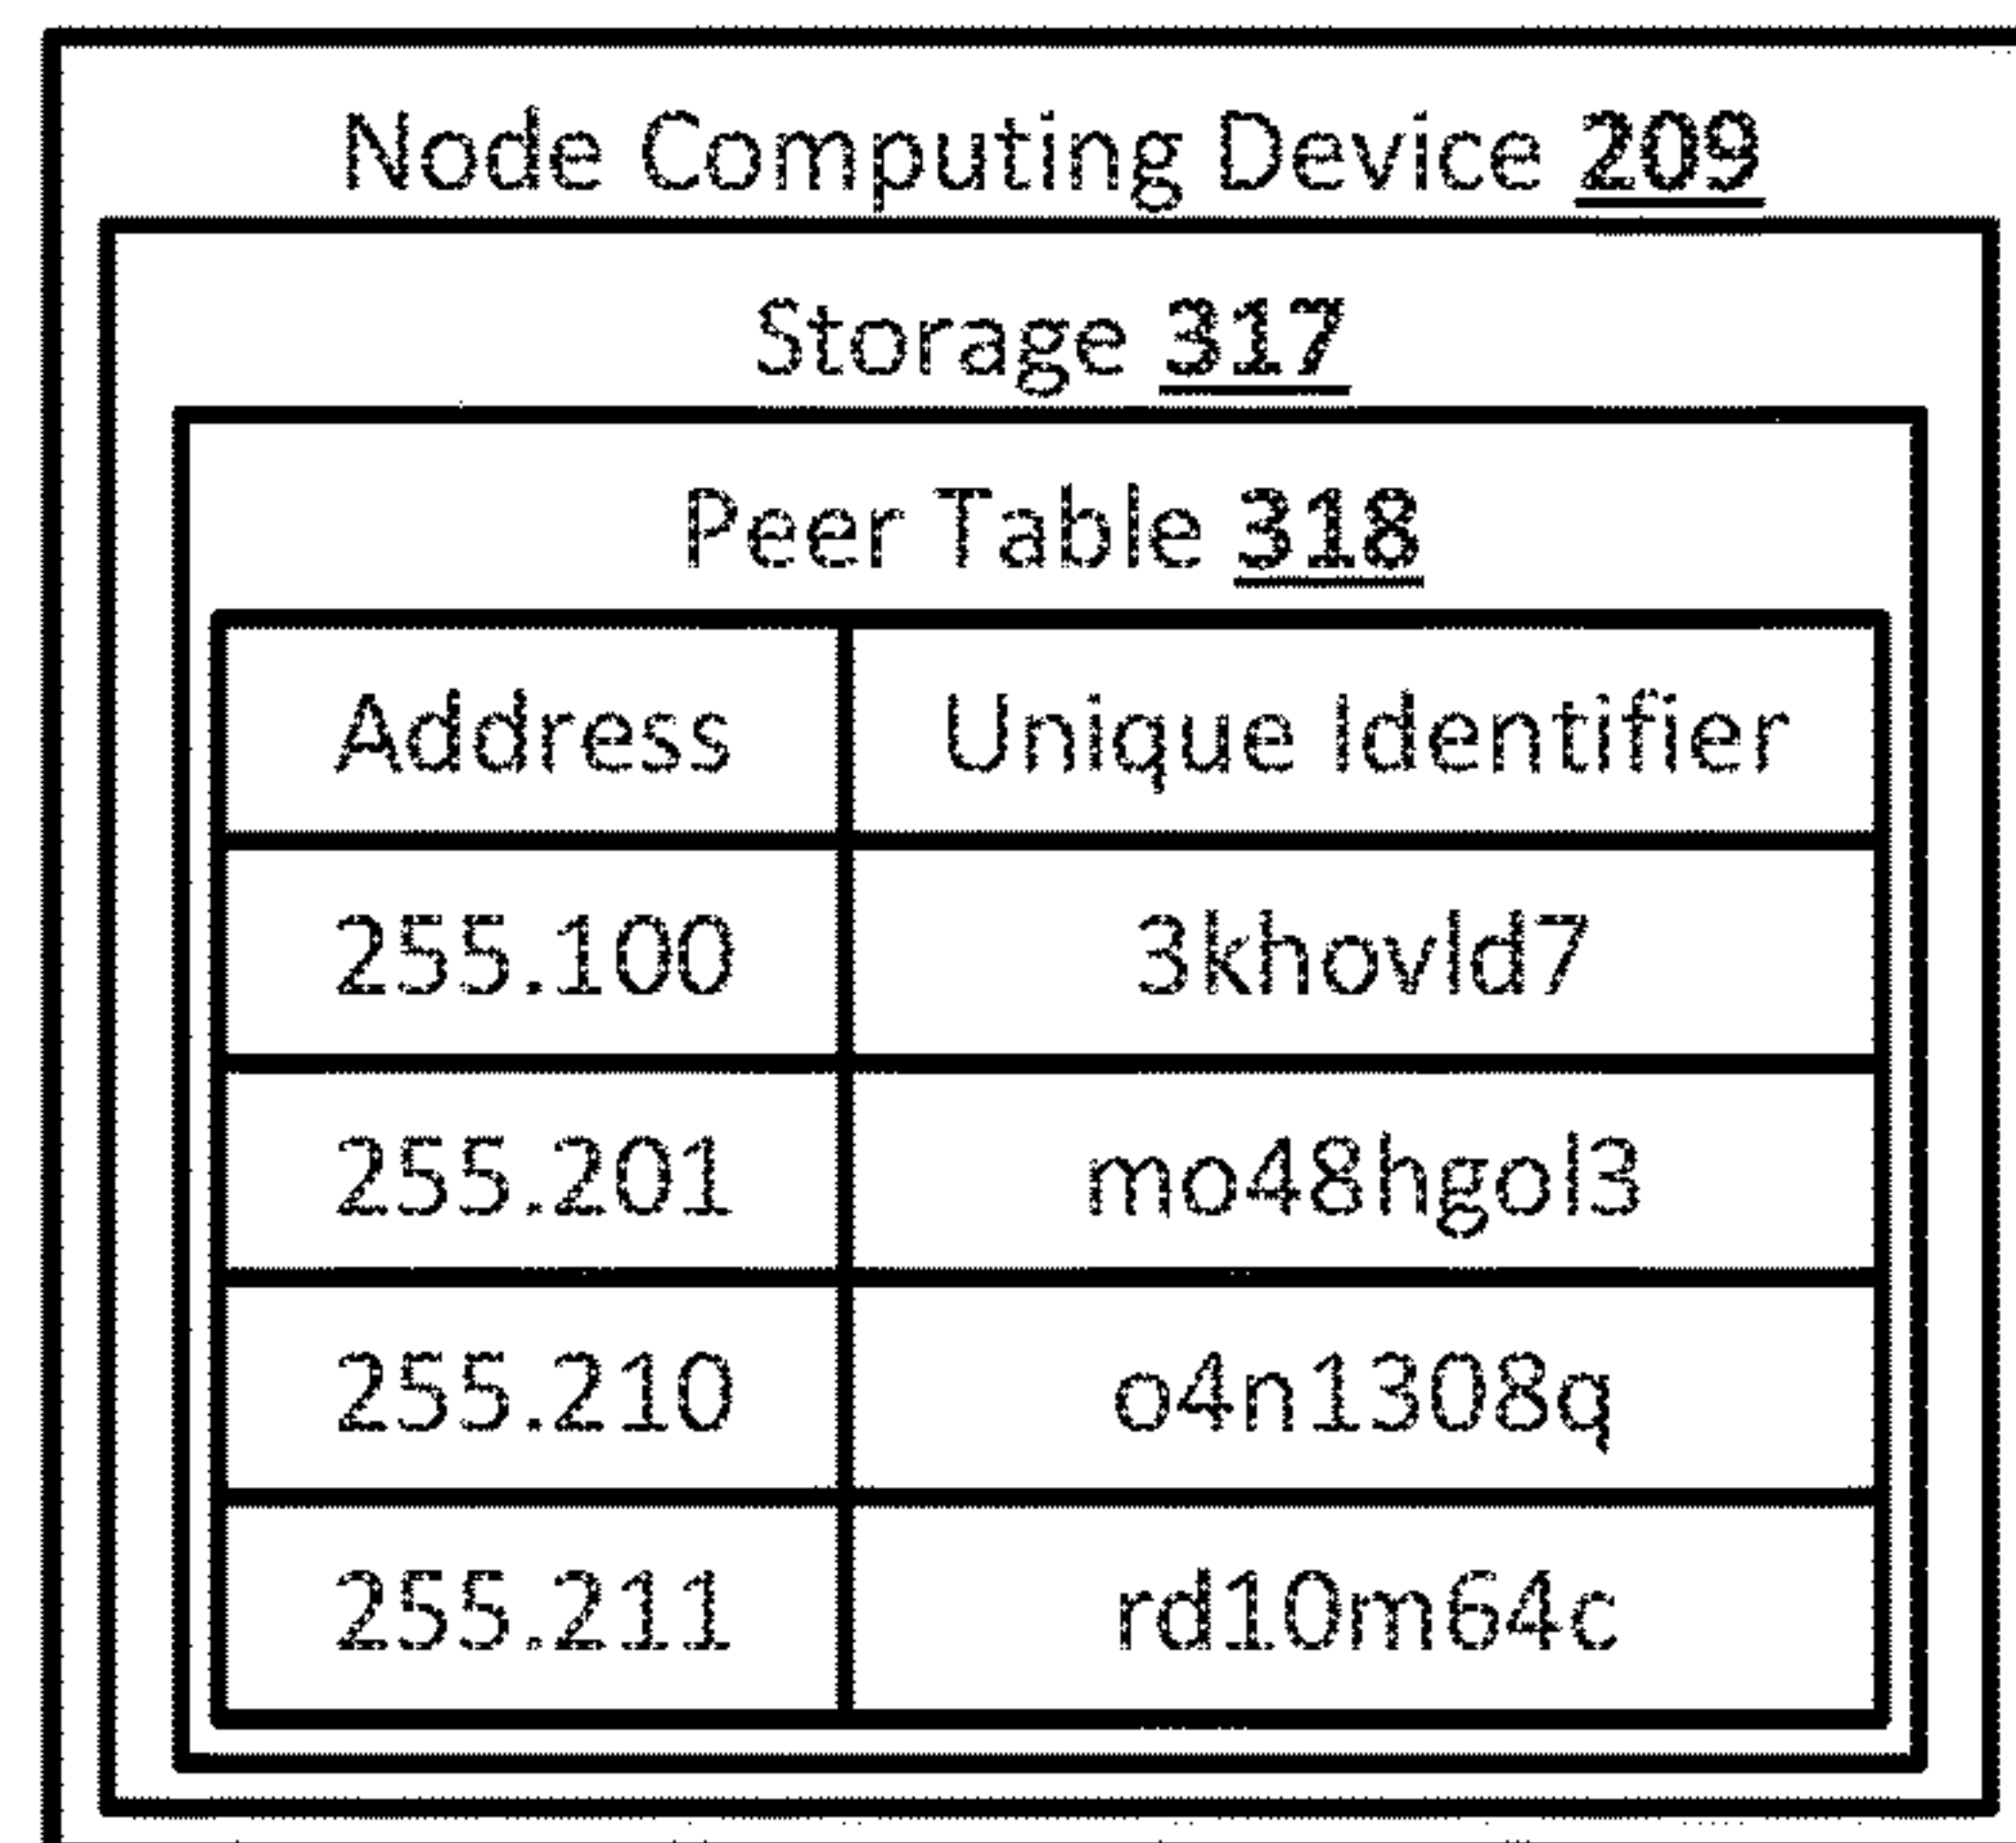 Node Computing Device 209
Storage 317
Peer Table 318
Address Unique Identifier
255.100 3khovld7
255.201 mo48hgol3
255.210 o4n1308q
255.211 rd10m64c